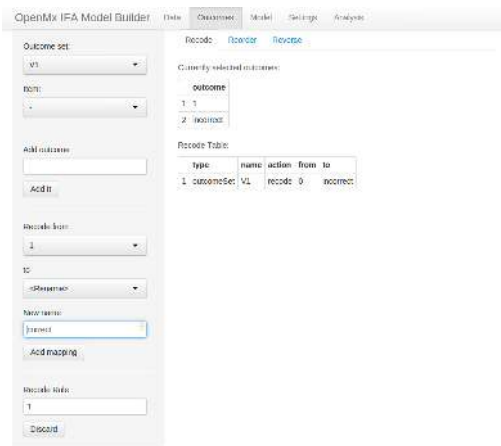 OpenMx IFA Model Builder Data Outcomes Model Settings Analysis
Recode Reorder Reverse
Outcome set:
V1
Item:
-
Add outcome
Add it
Recode from
1
to
<Rename>
New name
correct
Add mapping
Recode Rule
1
Discard
Currently selected outcomes:
outcome
1 1
2 incorrect
Recode Table:
type name action from to
1 outcomeSet V1 recode 0 incorrect